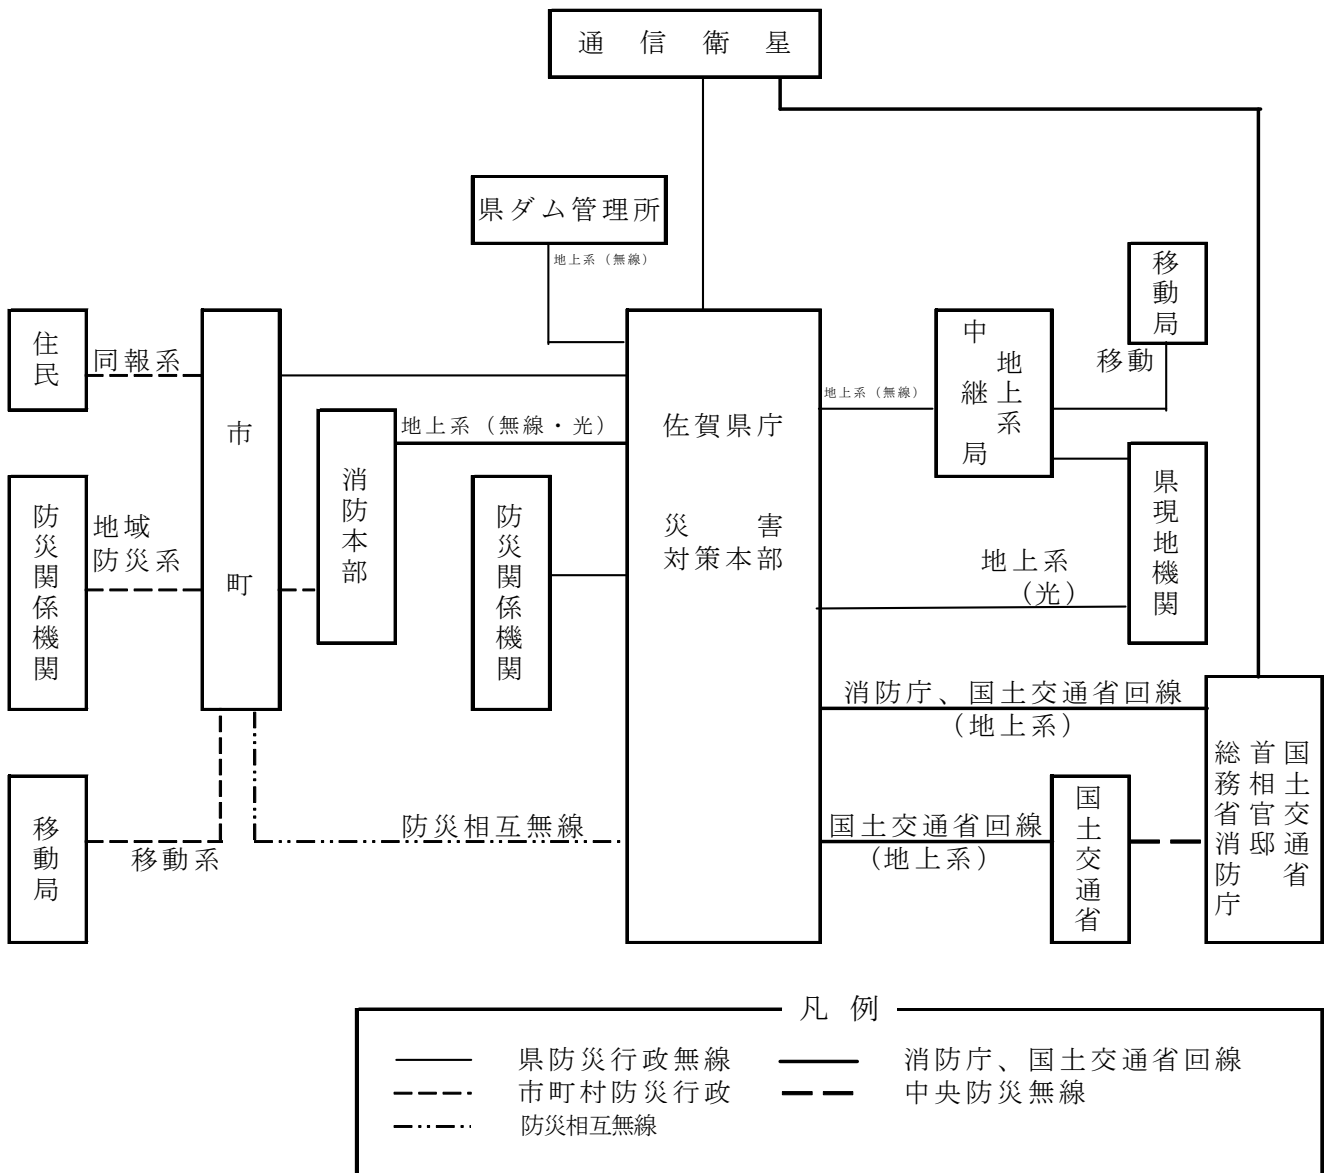 通信衛星
県ダム管理所
地上系（無線）
移動局
住民
同報系
市町
中継局
地上系
移動
地上系（無線）
地上系（無線・光）
佐賀県庁
災害
対策本部
消防本部
防災関係機関
防災関係機関
地域
防災系
県現地機関
地上系
（光）
消防庁、国土交通省回線
（地上系）
国土交通省
首相官邸
総務省消防庁
移動局
移動系
防災相互無線
国土交通省回線
（地上系）
国土交通省
凡例
県防災行政無線
消防庁、国土交通省回線
市町村防災行政
中央防災無線
防災相互無線